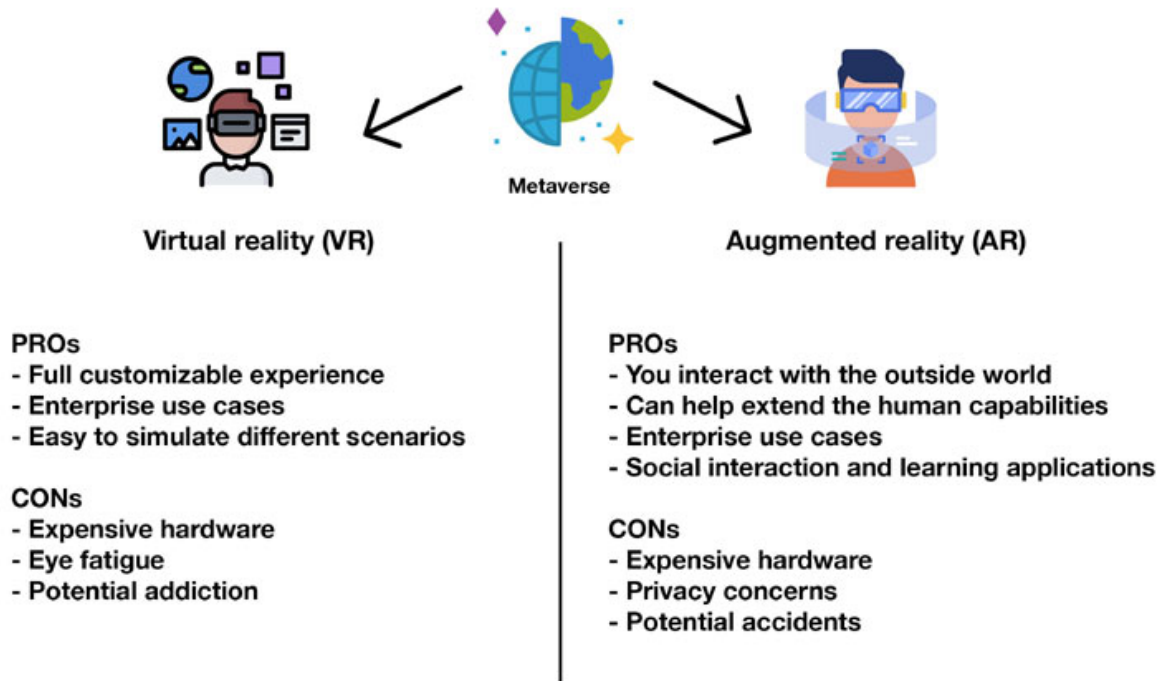 Metaverse
Virtual reality (VR)
PROs
- Full customizable experience
- Enterprise use cases
- Easy to simulate different scenarios
CONs
- Expensive hardware
- Eye fatigue
- Potential addiction
Augmented reality (AR)
PROs
- You interact with the outside world
- Can help extend the human capabilities
- Enterprise use cases
- Social interaction and learning applications
CONs
- Expensive hardware
- Privacy concerns
- Potential accidents